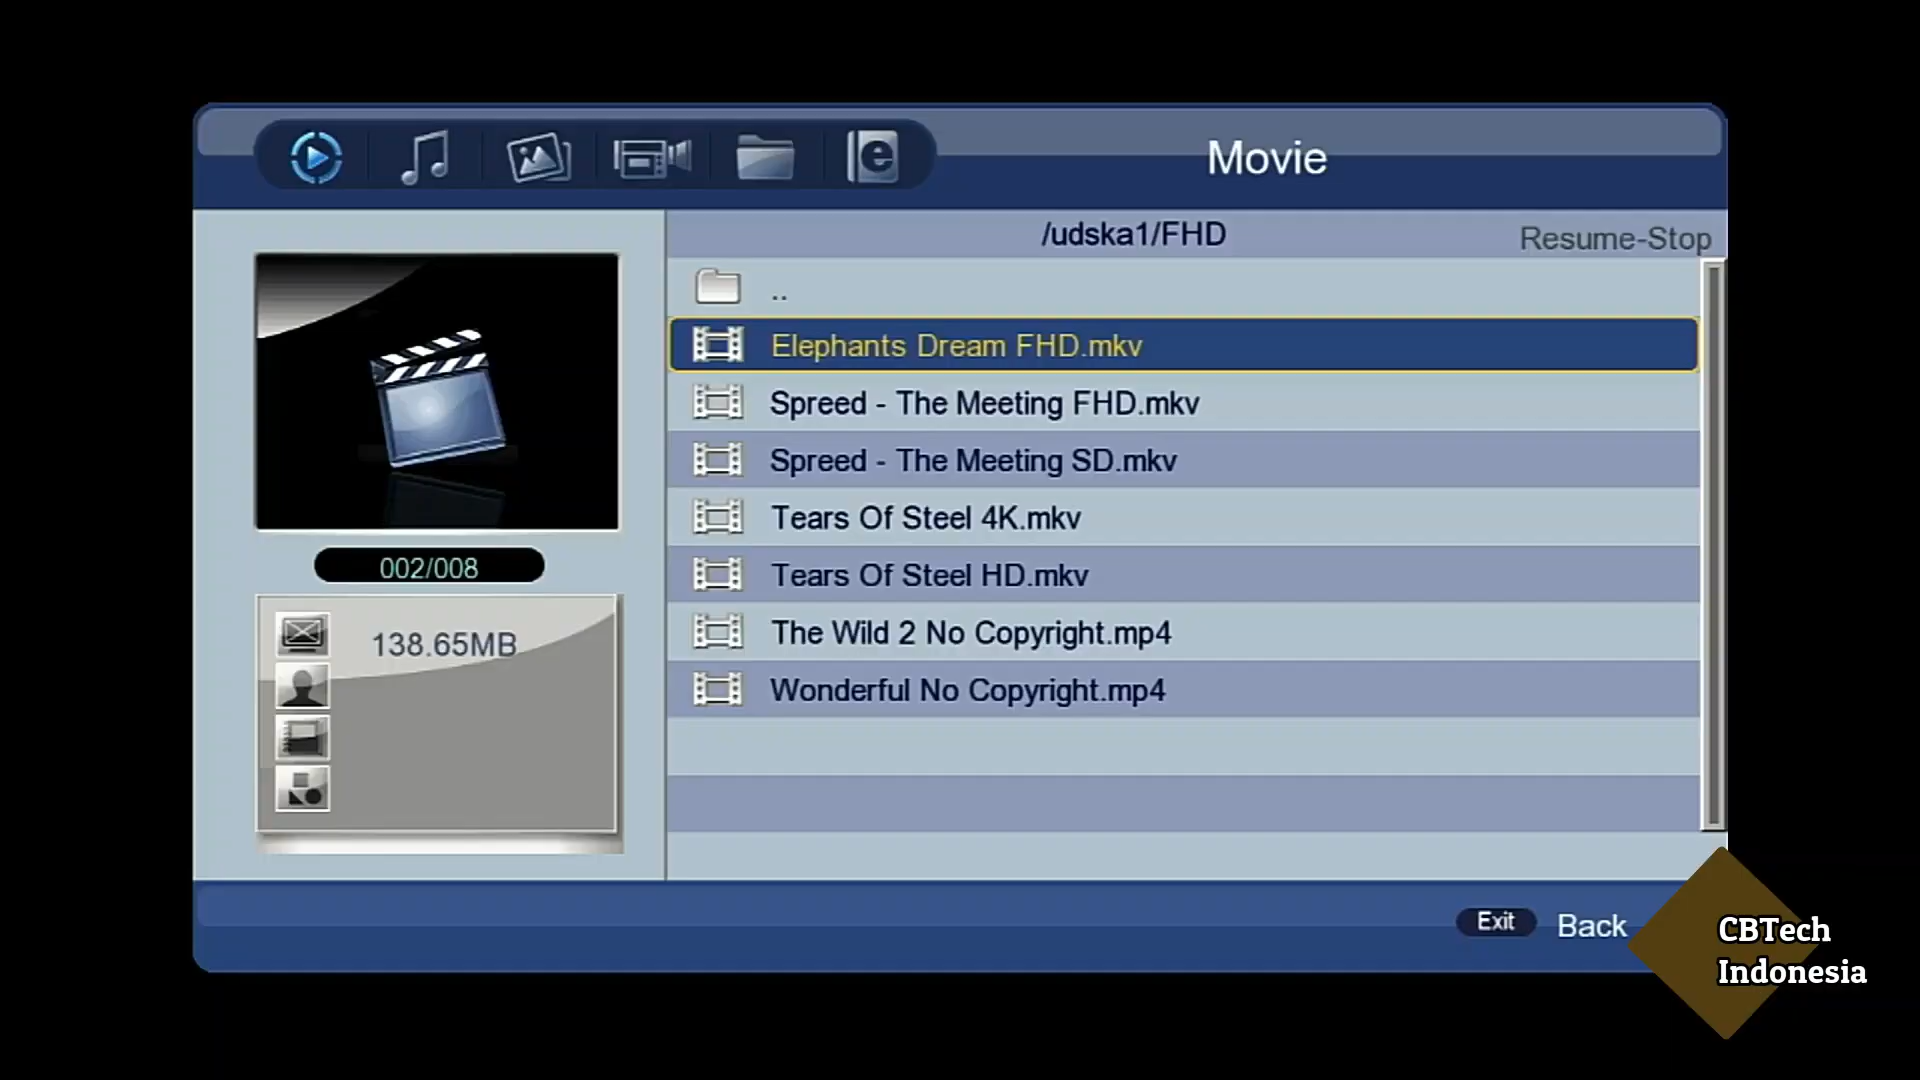 Movie
/udska1/FHD
Resume-Stop
..
Elephants Dream FHD.mkv
Spreed - The Meeting FHD.mkv
Spreed - The Meeting SD.mkv
Tears Of Steel 4K.mkv
Tears Of Steel HD.mkv
The Wild 2 No Copyright.mp4
Wonderful No Copyright.mp4
002/008
138.65MB
Exit Back
CBTech
Indonesia